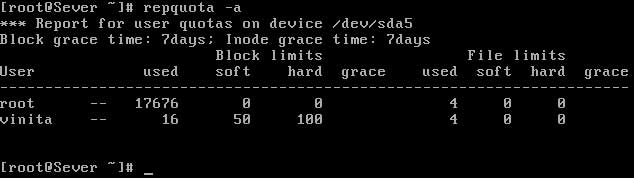 [root@Sever ~]# repquota -a
*** Report for user quotas on device /dev/sda5
Block grace time: 7days; Inode grace time: 7days
                        Block limits                File limits
User            used    soft    hard  grace    used  soft  hard  grace
----------------------------------------------------------------------
root      --   17676       0       0              4     0     0
vinita    --      16      50     100              4     0     0
[root@Sever ~]# _